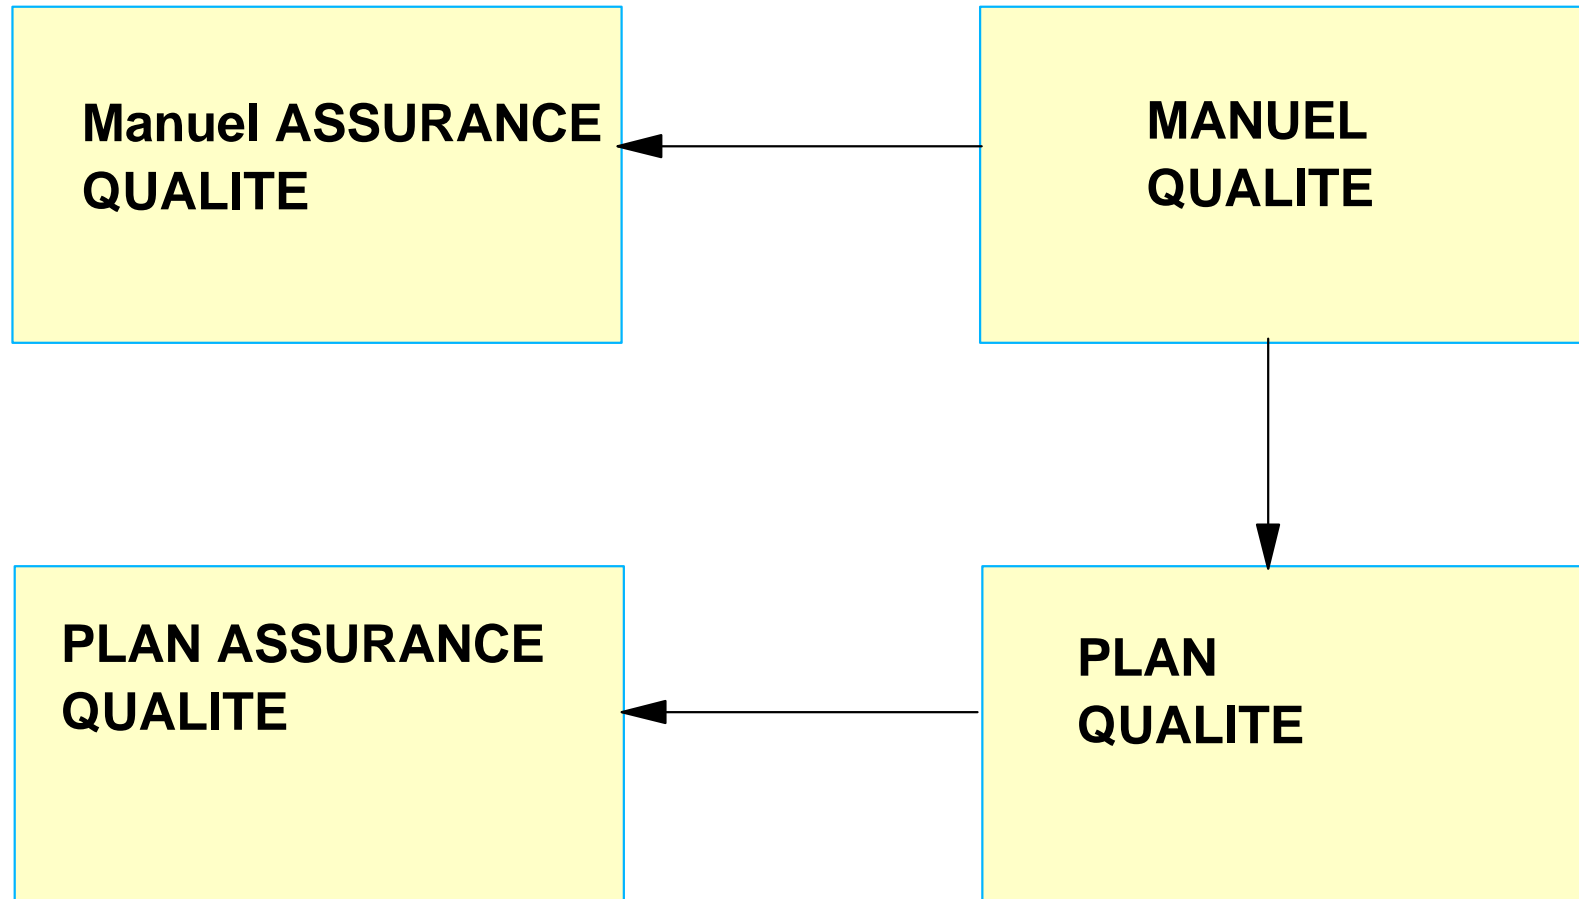 Manuel ASSURANCE
QUALITE
MANUEL
QUALITE
PLAN ASSURANCE
QUALITE
PLAN
QUALITE